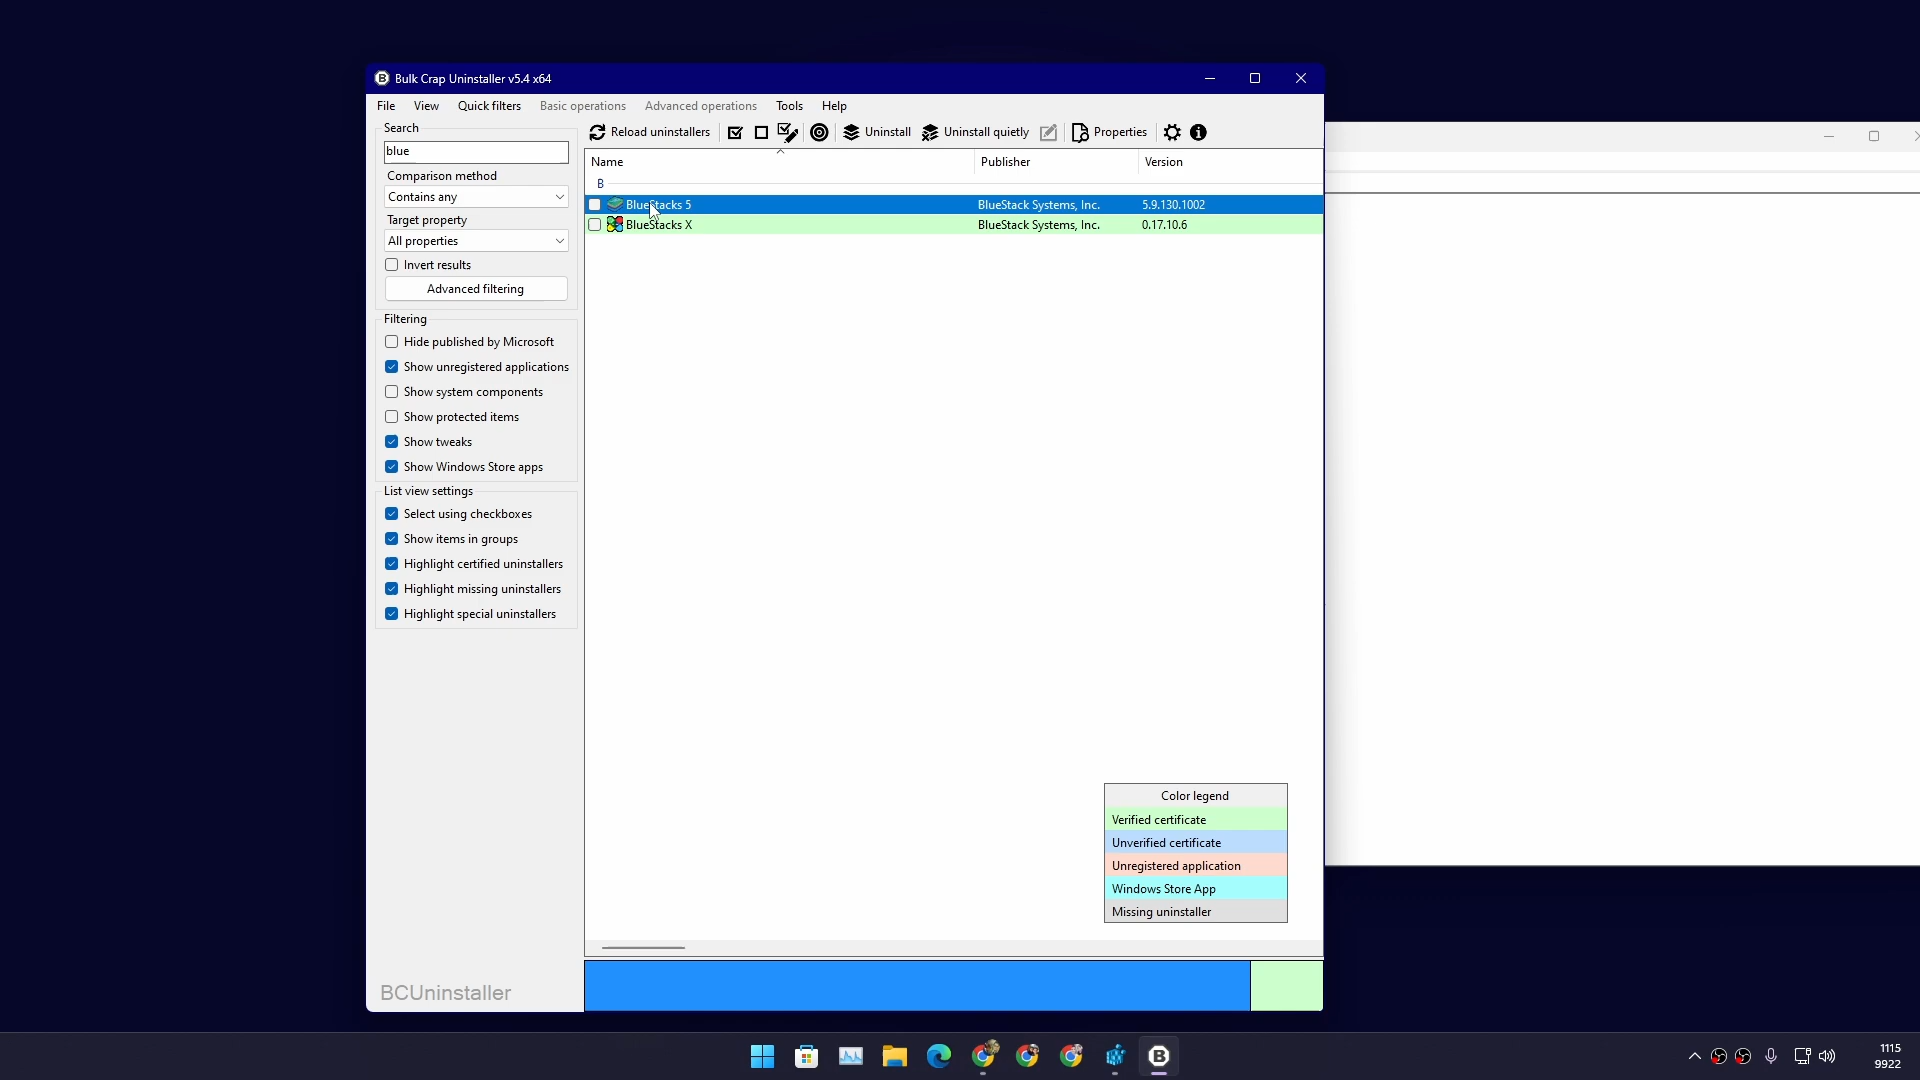 Bulk Crap Uninstaller v5.4 x64
File View Quick filters Basic operations Advanced operations Tools Help
Search
blue
Comparison method
Contains any
Target property
All properties
Invert results
Advanced filtering
Filtering
Hide published by Microsoft
Show unregistered applications
Show system components
Show protected items
Show tweaks
Show Windows Store apps
List view settings
Select using checkboxes
Show items in groups
Highlight certified uninstallers
Highlight missing uninstallers
Highlight special uninstallers
BCUninstaller
Reload uninstallers Uninstall Uninstall quietly Properties
Name Publisher Version
B
BlueStacks 5 BlueStack Systems, Inc. 5.9.130.1002
BlueStacks X BlueStack Systems, Inc. 0.17.10.6
Color legend
Verified certificate
Unverified certificate
Unregistered application
Windows Store App
Missing uninstaller
1115
9922